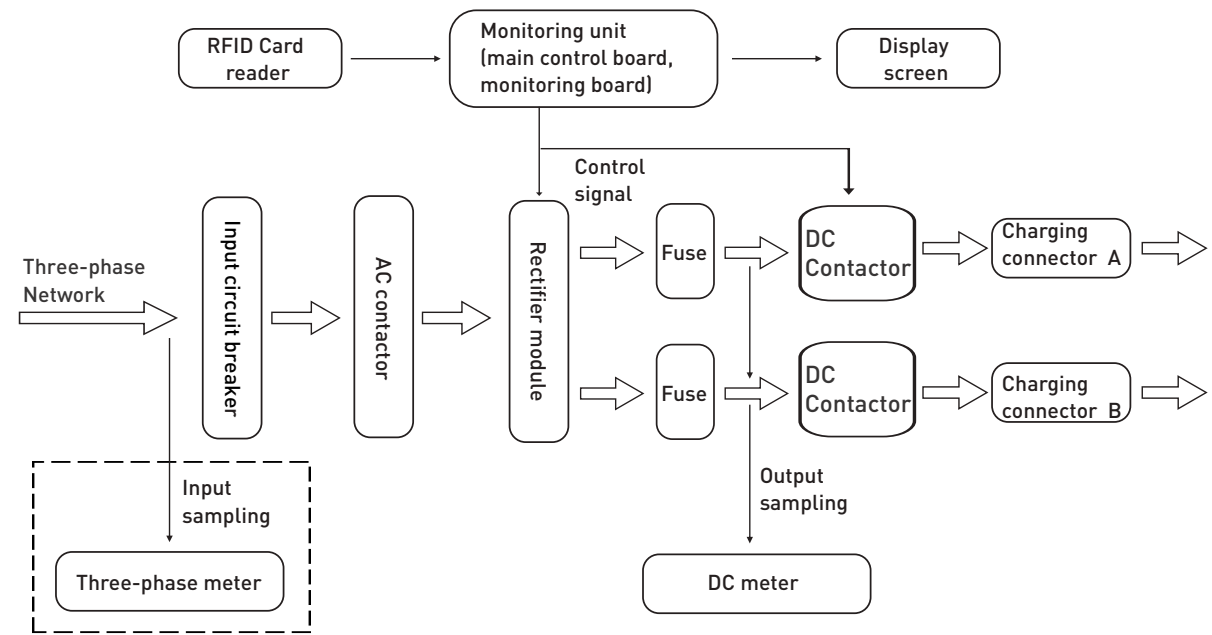 RFID Card
reader
Monitoring unit
(main control board,
monitoring board)
Display
screen
Control
signal
Three-phase
Network
Input circuit breaker
AC contactor
Rectifier module
Fuse
DC
Contactor
Charging
connector A
Fuse
DC
Contactor
Charging
connector B
Input
sampling
Output
sampling
Three-phase meter
DC meter